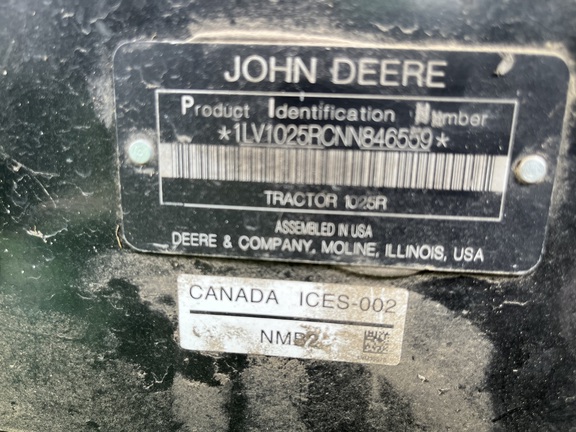 JOHN DEERE
Product Identification Number
*1LV1025RCNN846559*
TRACTOR 1025R
ASSEMBLED IN USA
DEERE & COMPANY, MOLINE, ILLINOIS, USA
CANADA ICES-002